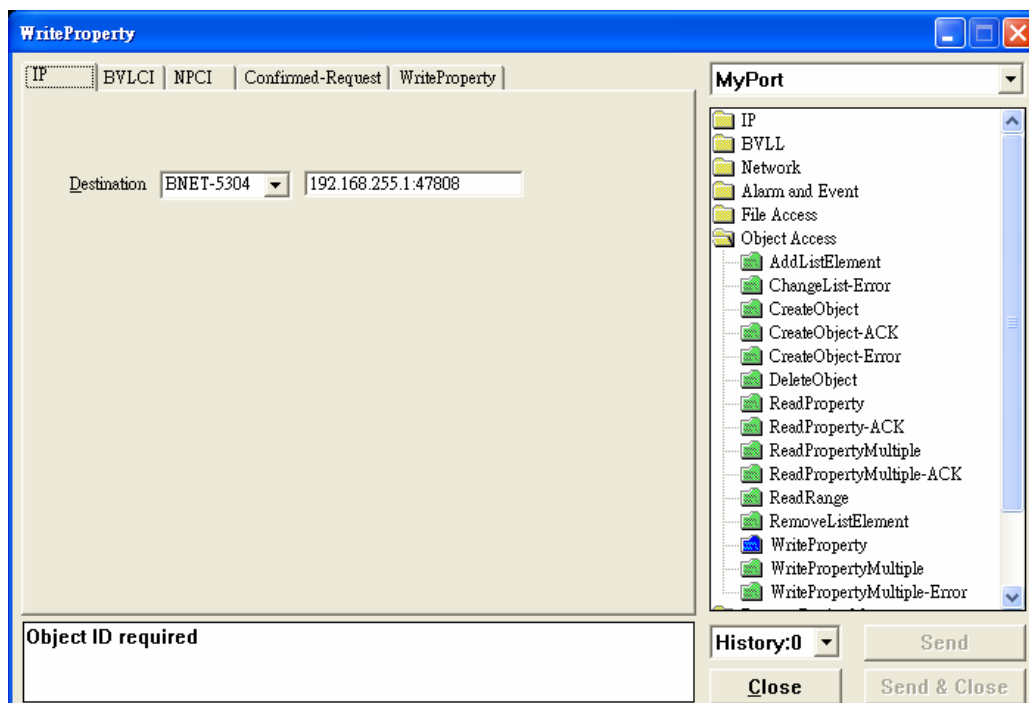 WriteProperty
IP BVLCI NPCI Confirmed-Request WriteProperty
Destination BNET-5304 192.168.255.1:47808
Object ID required
MyPort
IP
BVLL
Network
Alarm and Event
File Access
Object Access
AddListElement
ChangeList-Error
CreateObject
CreateObject-ACK
CreateObject-Error
DeleteObject
ReadProperty
ReadProperty-ACK
ReadPropertyMultiple
ReadPropertyMultiple-ACK
ReadRange
RemoveListElement
WriteProperty
WritePropertyMultiple
WritePropertyMultiple-Error
History:0 Send
Close Send & Close